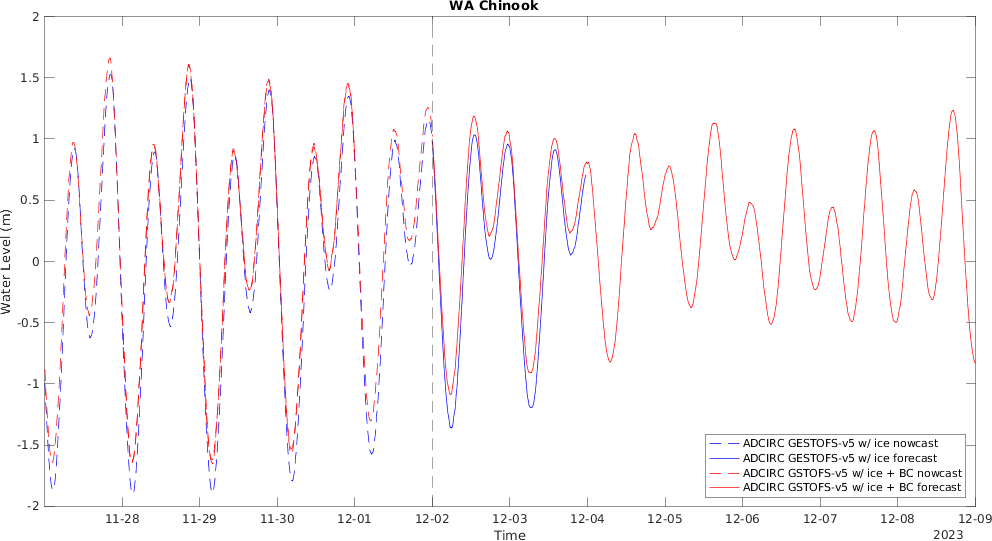 WA Chinook
2
1.5
1
0.5
0
-0.5
-1
-1.5
-2
Water Level (m)
11-28 11-29 11-30 12-01 12-02 12-03 12-04 12-05 12-06 12-07 12-08 12-09
Time
2023
ADCIRC GESTOFS-v5 w/ ice nowcast
ADCIRC GESTOFS-v5 w/ ice forecast
ADCIRC GSTOFS-v5 w/ ice + BC nowcast
ADCIRC GSTOFS-v5 w/ ice + BC forecast